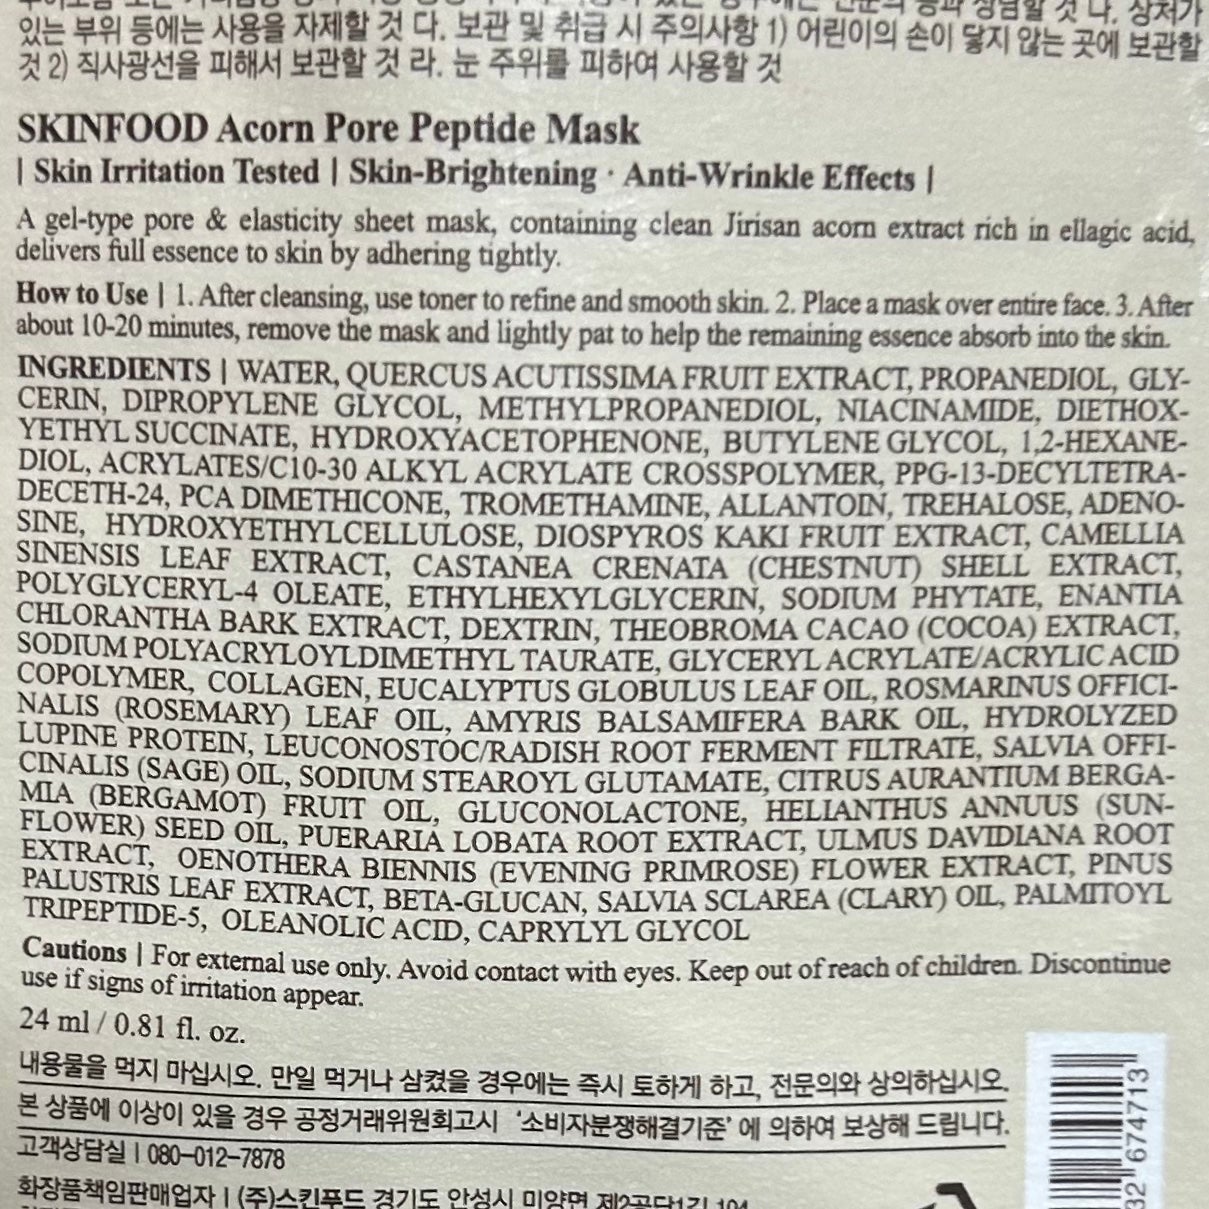 있는 부위 등에는 사용을 자제할 것 다. 보관 및 취급 시 주의사항 1) 어린이의 손이 닿지 않는 곳에 보관할
것 2) 직사광선을 피해서 보관할 것 라. 눈 주위를 피하여 사용할 것
SKINFOOD Acorn Pore Peptide Mask
| Skin Irritation Tested | Skin-Brightening · Anti-Wrinkle Effects |
A gel-type pore & elasticity sheet mask, containing clean Jirisan acorn extract rich in ellagic acid,
delivers full essence to skin by adhering tightly.
How to Use | 1. After cleansing, use toner to refine and smooth skin. 2. Place a mask over entire face. 3. After
about 10-20 minutes, remove the mask and lightly pat to help the remaining essence absorb into the skin.
INGREDIENTS | WATER, QUERCUS ACUTISSIMA FRUIT EXTRACT, PROPANEDIOL, GLY-
CERIN, DIPROPYLENE GLYCOL, METHYLPROPANEDIOL, NIACINAMIDE, DIETHOX-
YETHYL SUCCINATE, HYDROXYACETOPHENONE, BUTYLENE GLYCOL, 1,2-HEXANE-
DIOL, ACRYLATES/C10-30 ALKYL ACRYLATE CROSSPOLYMER, PPG-13-DECYLTETRA-
DECETH-24, PCA DIMETHICONE, TROMETHAMINE, ALLANTOIN, TREHALOSE, ADENO-
SINE, HYDROXYETHYLCELLULOSE, DIOSPYROS KAKI FRUIT EXTRACT, CAMELLIA
SINENSIS LEAF EXTRACT, CASTANEA CRENATA (CHESTNUT) SHELL EXTRACT,
POLYGLYCERYL-4 OLEATE, ETHYLHEXYLGLYCERIN, SODIUM PHYTATE, ENANTIA
CHLORANTHA BARK EXTRACT, DEXTRIN, THEOBROMA CACAO (COCOA) EXTRACT,
SODIUM POLYACRYLOYLDIMETHYL TAURATE, GLYCERYL ACRYLATE/ACRYLIC ACID
COPOLYMER, COLLAGEN, EUCALYPTUS GLOBULUS LEAF OIL, ROSMARINUS OFFICI-
NALIS (ROSEMARY) LEAF OIL, AMYRIS BALSAMIFERA BARK OIL, HYDROLYZED
LUPINE PROTEIN, LEUCONOSTOC/RADISH ROOT FERMENT FILTRATE, SALVIA OFFI-
CINALIS (SAGE) OIL, SODIUM STEAROYL GLUTAMATE, CITRUS AURANTIUM BERGA-
MIA (BERGAMOT) FRUIT OIL, GLUCONOLACTONE, HELIANTHUS ANNUUS (SUN-
FLOWER) SEED OIL, PUERARIA LOBATA ROOT EXTRACT, ULMUS DAVIDIANA ROOT
EXTRACT, OENOTHERA BIENNIS (EVENING PRIMROSE) FLOWER EXTRACT, PINUS
PALUSTRIS LEAF EXTRACT, BETA-GLUCAN, SALVIA SCLAREA (CLARY) OIL, PALMITOYL
TRIPEPTIDE-5, OLEANOLIC ACID, CAPRYLYL GLYCOL
Cautions | For external use only. Avoid contact with eyes. Keep out of reach of children. Discontinue
use if signs of irritation appear.
24 ml / 0.81 fl. oz.
내용물을 먹지 마십시오. 만일 먹거나 삼켰을 경우에는 즉시 토하게 하고, 전문의와 상의하십시오.
본 상품에 이상이 있을 경우 공정거래위원회고시 '소비자분쟁해결기준' 에 의하여 보상해 드립니다.
고객상담실 | 080-012-7878
화장품책임판매업자 | (주)스킨푸드 경기도 안성시 미양면 제2공단1길 104
32 674713